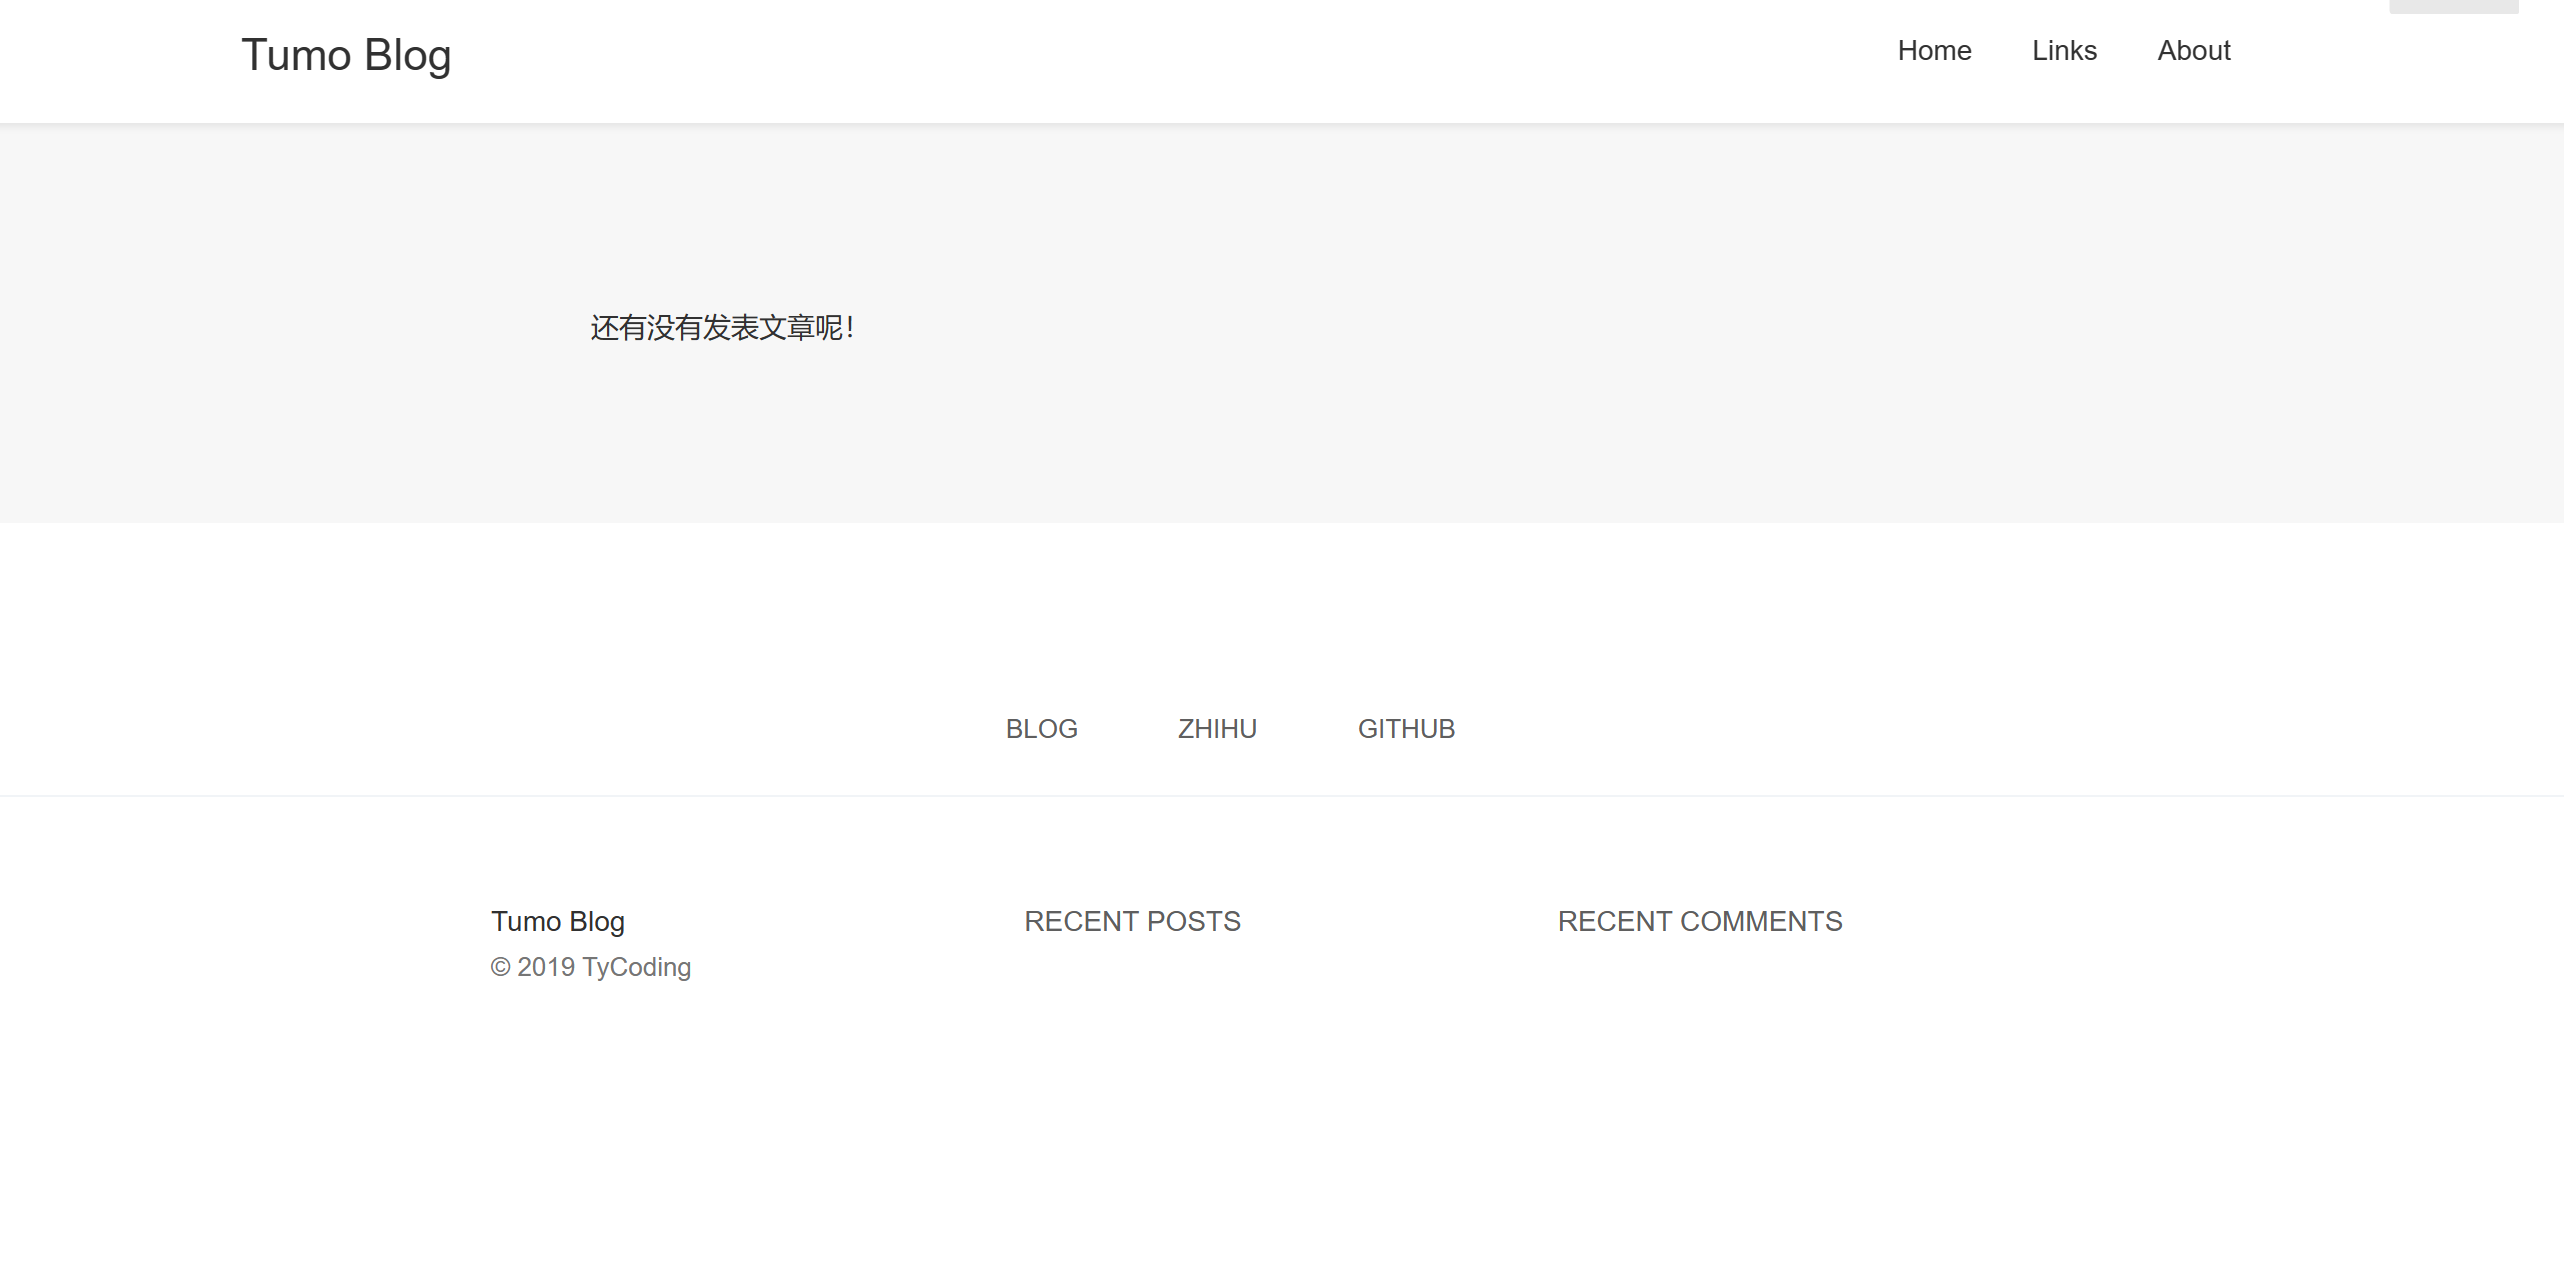 Tumo Blog
Home Links About
还有没有发表文章呢！
BLOG ZHIHU GITHUB
Tumo Blog
© 2019 TyCoding
RECENT POSTS
RECENT COMMENTS